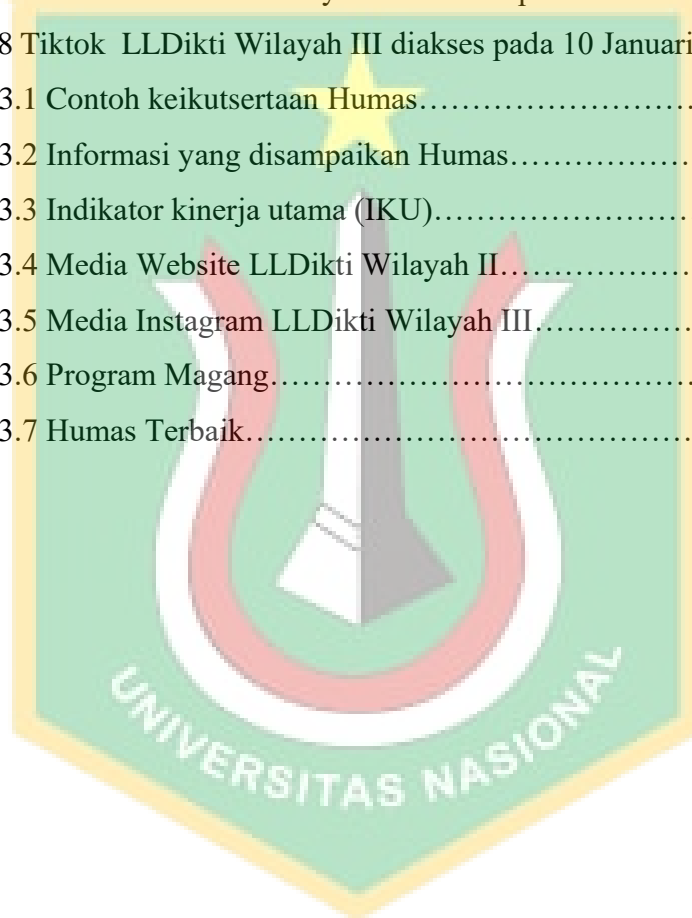 8 Tiktok  LLDikti Wilayah III diakses pada 10 Januari
3.1 Contoh keikutsertaan Humas…………………
3.2 Informasi yang disampaikan Humas……………
3.3 Indikator kinerja utama (IKU)…………………
3.4 Media Website LLDikti Wilayah II……………
3.5 Media Instagram LLDikti Wilayah III…………
3.6 Program Magang………………………………
3.7 Humas Terbaik…………………………………
UNIVERSITAS NASIONAL